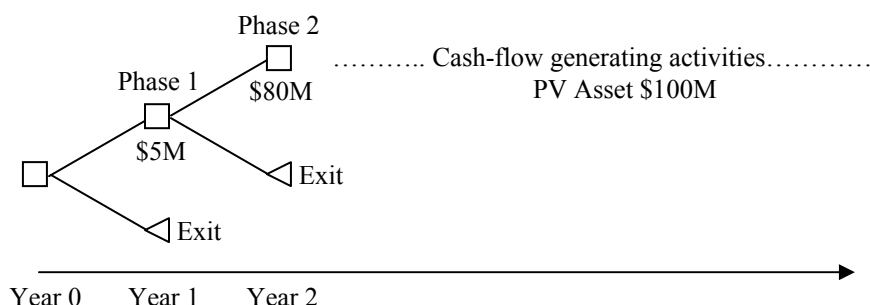 Phase 2
……….. Cash-flow generating activities…………
Phase 1
$80M
PV Asset $100M
$5M
Exit
Exit
Year 0 Year 1 Year 2